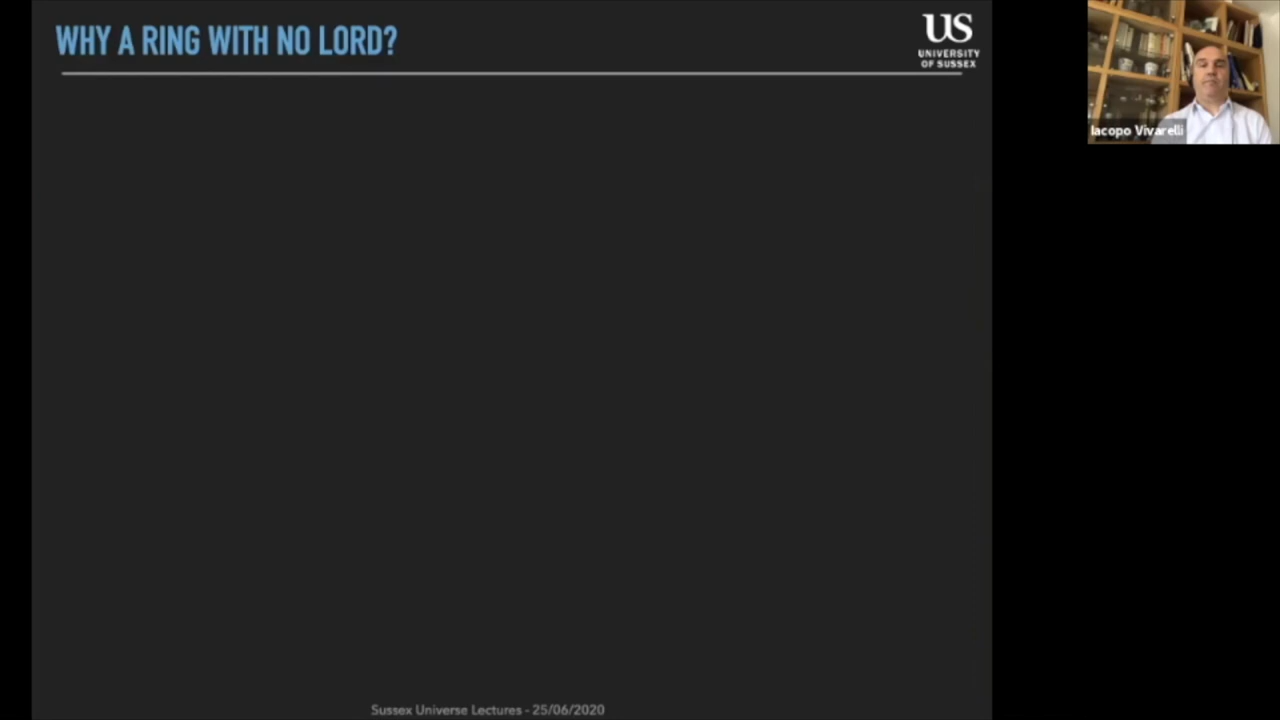 WHY A RING WITH NO LORD?
US
UNIVERSITY
OF SUSSEX
Iacopo Vivarelli
Sussex Universe Lectures - 25/06/2020